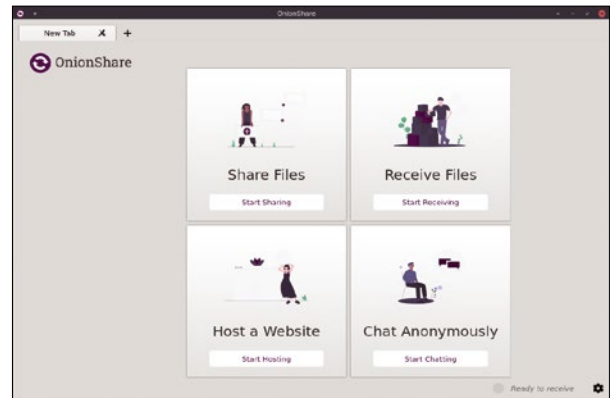 OnionShare
New Tab
OnionShare
Share Files
Start Sharing
Receive Files
Start Receiving
Host a Website
Start Hosting
Chat Anonymously
Start Chatting
Ready to receive